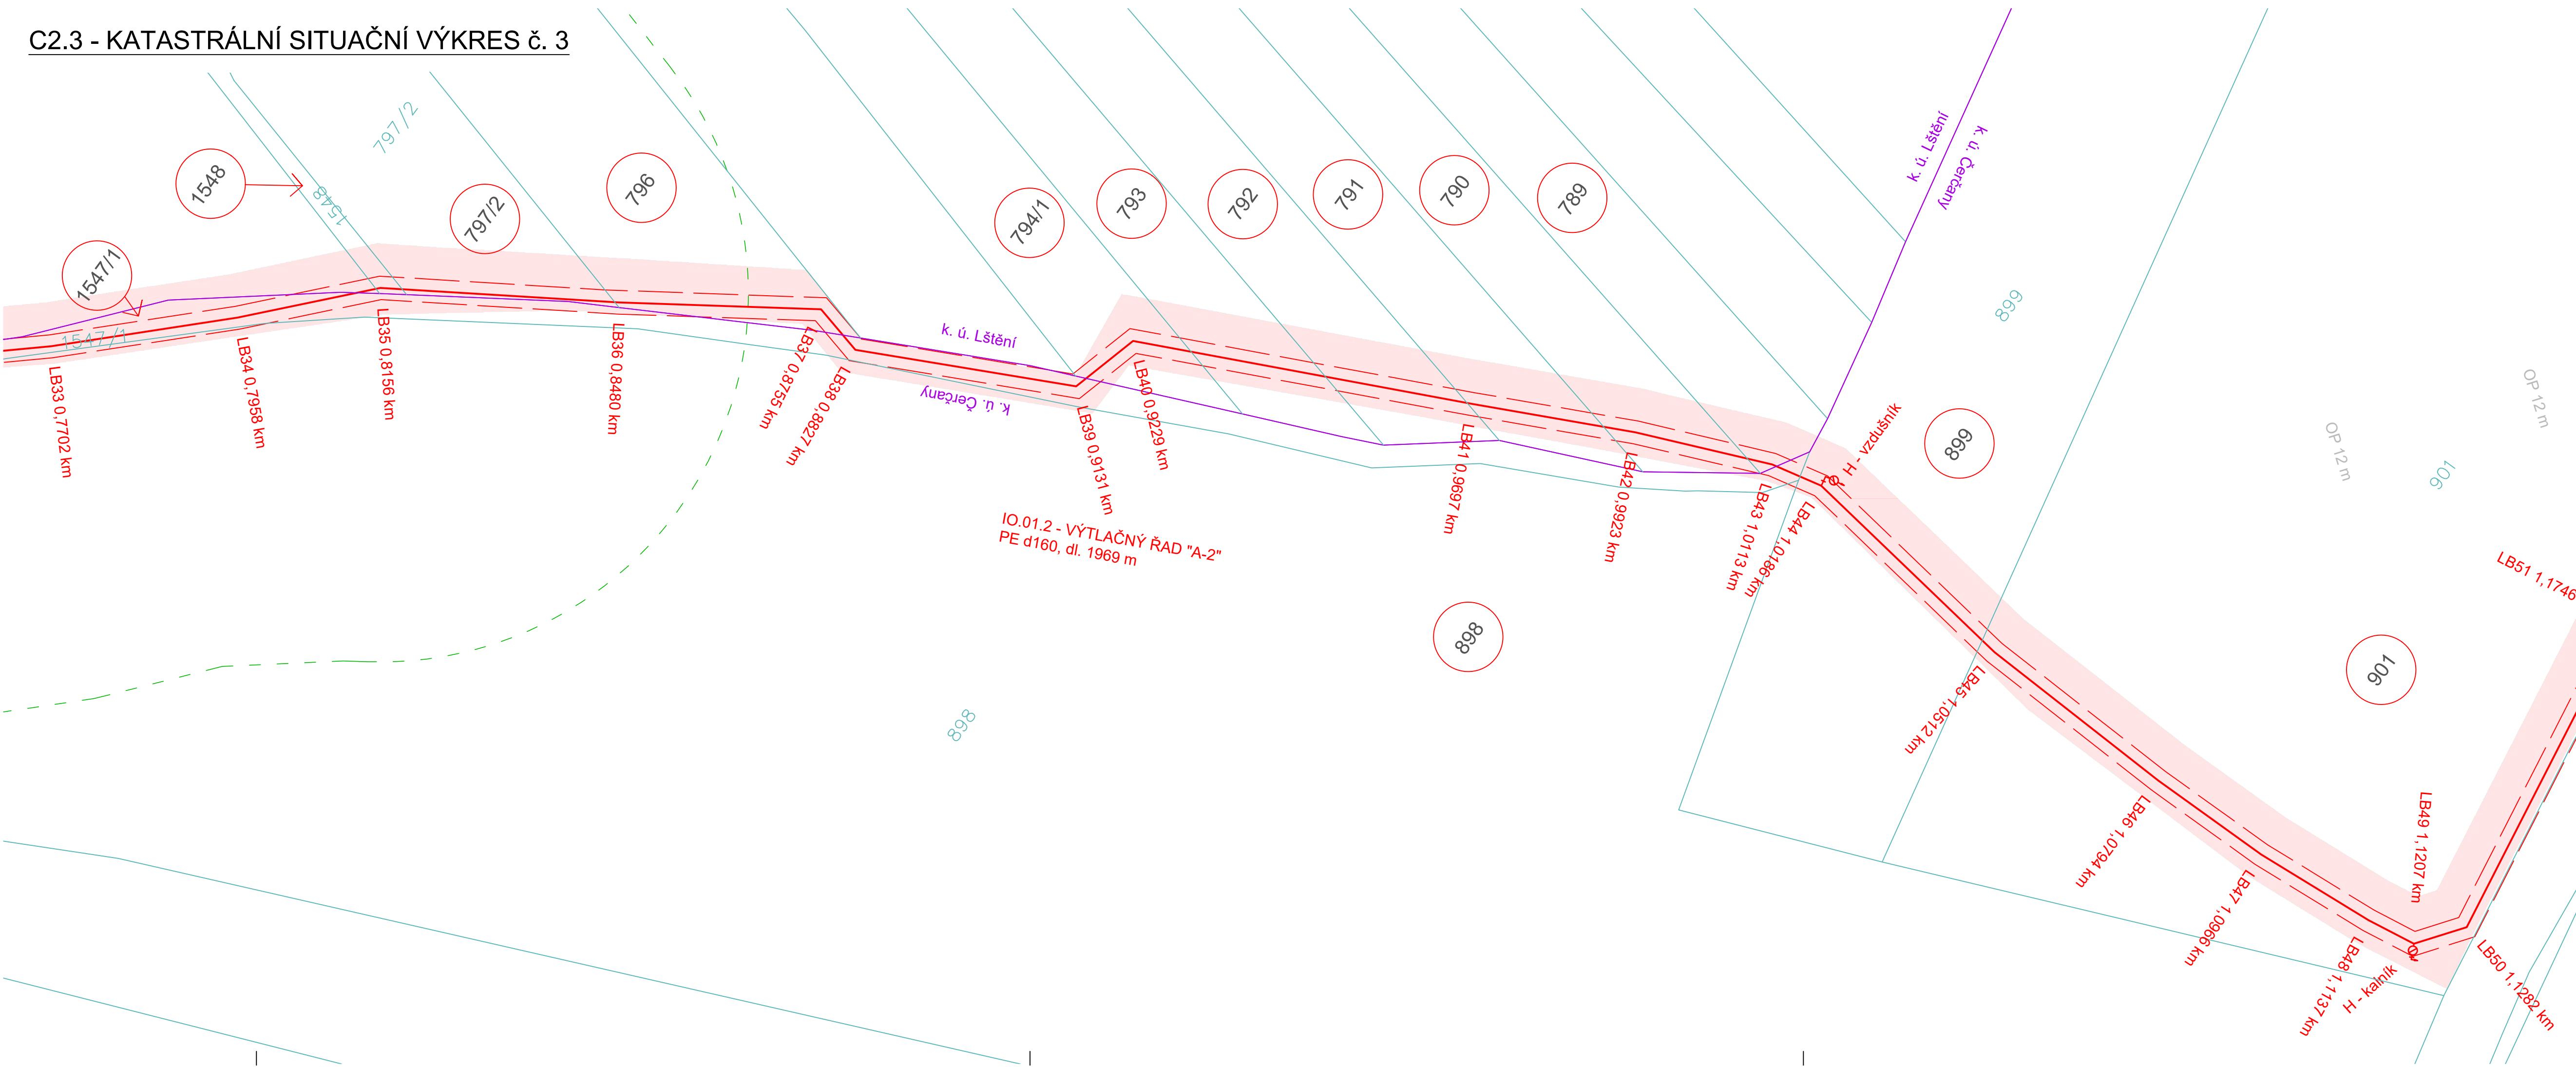 C2.3 - KATASTRÁLNÍ SITUAČNÍ VÝKRES č. 3
1548
797/2
1548
1547/1
1547/1
797/2
796
794/1
793
792
791
790
789
k. ú. Lštění
k. ú. Čerčany
899
899
OP 12 m
OP 12 m
901
901
k. ú. Lštění
k. ú. Čerčany
LB33 0,7702 km
LB34 0,7958 km
LB35 0,8156 km
LB36 0,8480 km
LB37 0,8755 km
LB38 0,8827 km
LB39 0,9131 km
LB40 0,9229 km
LB41 0,9697 km
LB42 0,9923 km
LB43 1,0113 km
LB44 1,0186 km
H - vzdušník
IO.01.2 - VÝTLAČNÝ ŘAD "A-2"
PE d160, dl. 1969 m
898
898
LB45 1,0512 km
LB46 1,0794 km
LB47 1,0966 km
LB48 1,1137 km
H - kalník
LB49 1,1207 km
LB50 1,1282 km
LB51 1,1746